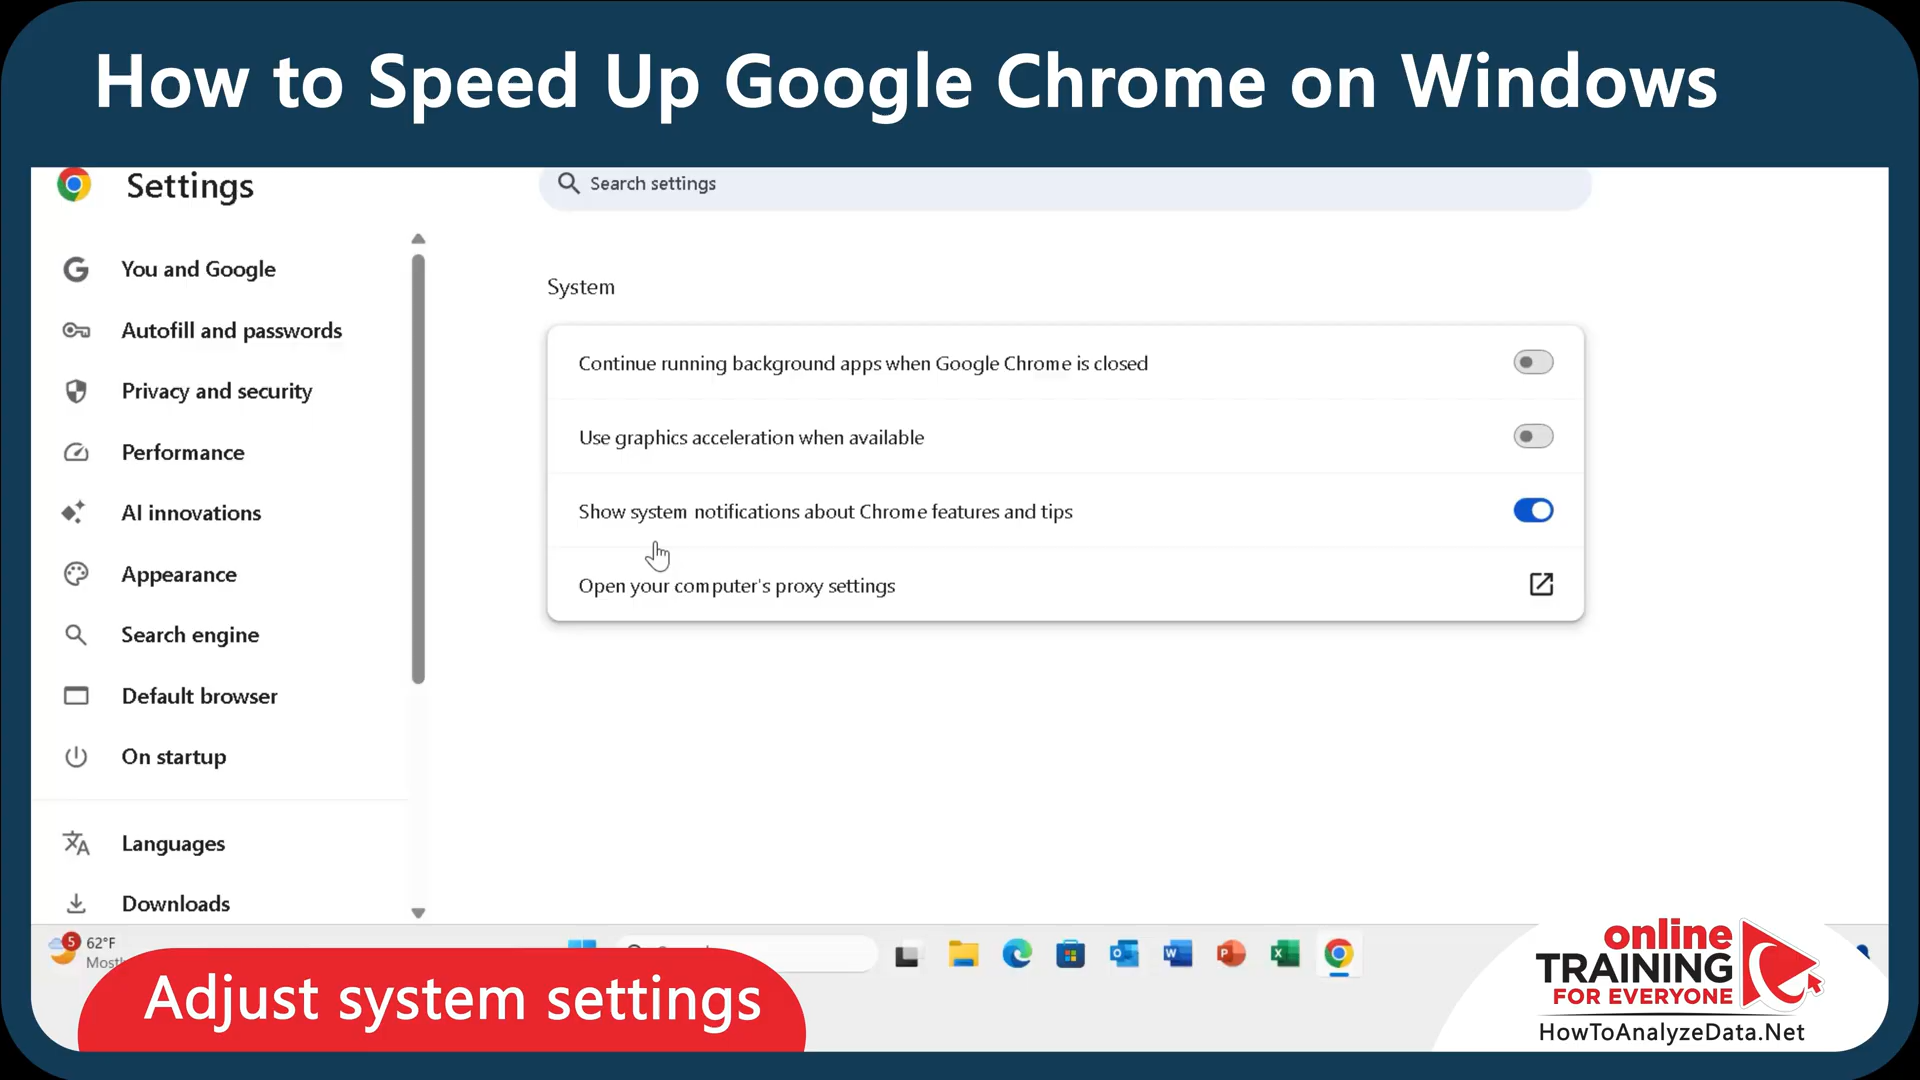 How to Speed Up Google Chrome on Windows
Settings
Search settings
You and Google
Autofill and passwords
Privacy and security
Performance
AI innovations
Appearance
Search engine
Default browser
On startup
Languages
Downloads
System
Continue running background apps when Google Chrome is closed
Use graphics acceleration when available
Show system notifications about Chrome features and tips
Open your computer's proxy settings
5
62°F
Adjust system settings
online
TRAINING
FOR EVERYONE
HowToAnalyzeData.Net